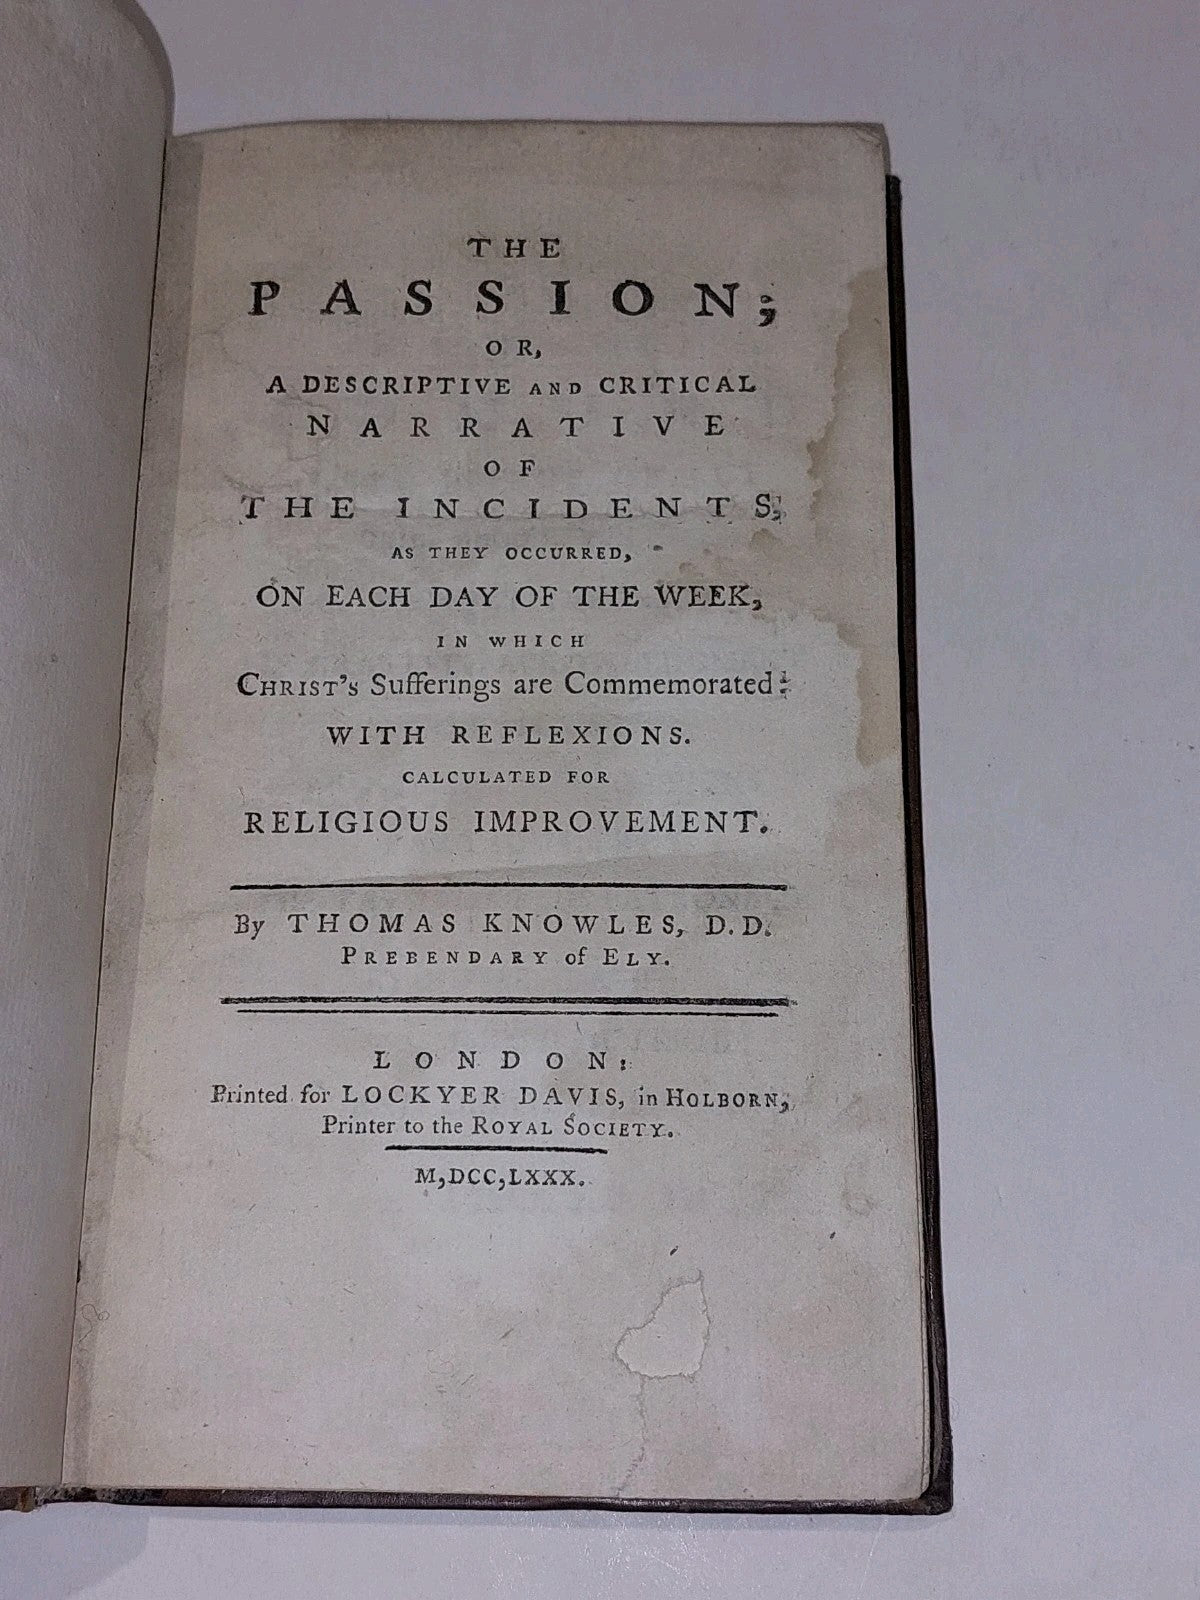 THE
PASSION;
OR,
A DESCRIPTIVE AND CRITICAL
NARRATIVE
OF
THE INCIDENTS,
AS THEY OCCURRED,
ON EACH DAY OF THE WEEK,
IN WHICH
CHRIST'S Sufferings are Commemorated:
WITH REFLEXIONS.
CALCULATED FOR
RELIGIOUS IMPROVEMENT.
By THOMAS KNOWLES, D.D.
PREBENDARY of ELY.
LONDON:
Printed for LOCKYER DAVIS, in HOLBORN,
Printer to the ROYAL SOCIETY.
M,DCC,LXXX.